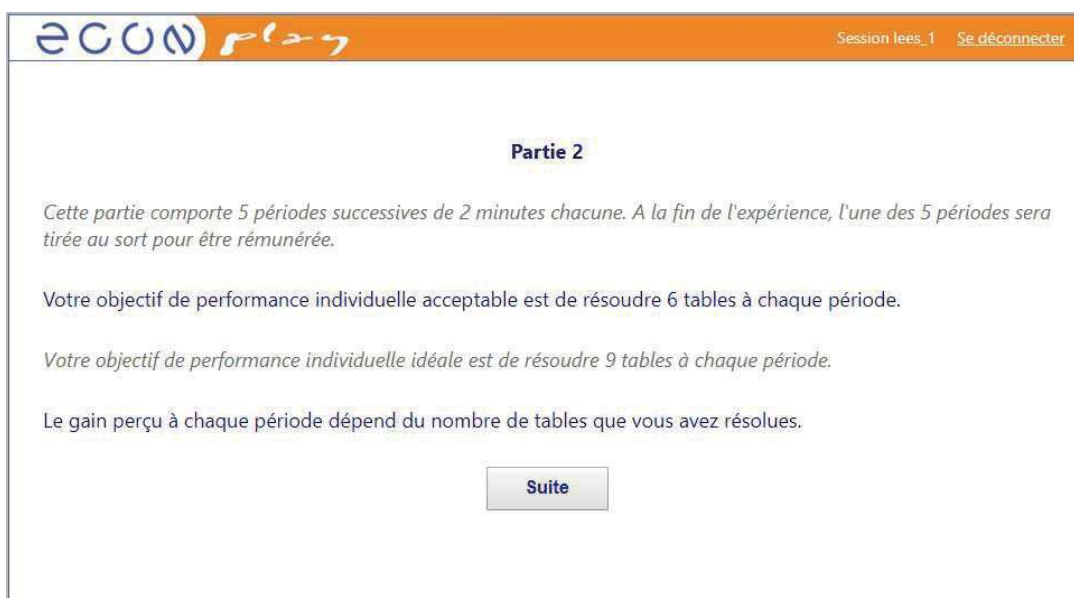 econ play
Session lees_1 Se déconnecter
Partie 2
Cette partie comporte 5 périodes successives de 2 minutes chacune. A la fin de l'expérience, l'une des 5 périodes sera
tirée au sort pour être rémunérée.
Votre objectif de performance individuelle acceptable est de résoudre 6 tables à chaque période.
Votre objectif de performance individuelle idéale est de résoudre 9 tables à chaque période.
Le gain perçu à chaque période dépend du nombre de tables que vous avez résolues.
Suite